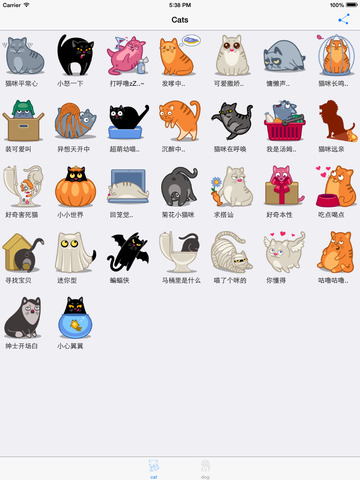 Carrier 5:38 PM 100%
Cats
猫咪平常心 小怒一下 打呼噜zZ..~ 发嗲中.. 可爱撒娇.. 慵懒声.. 猫咪长鸣..
装可爱叫 异想天开中 超萌幼喵.. 沉醉中.. 猫咪在呼唤 我是汤姆.. 猫咪远亲
好奇害死猫 小小世界 回笼觉.. 菊花小猫咪 求搭讪 好奇本性 吃点喝点
寻找宝贝 迷你型 蝙蝠侠 马桶里是什么 喵了个咪的 你懂得 咕噜咕噜..
绅士开场白 小心翼翼
cat dog